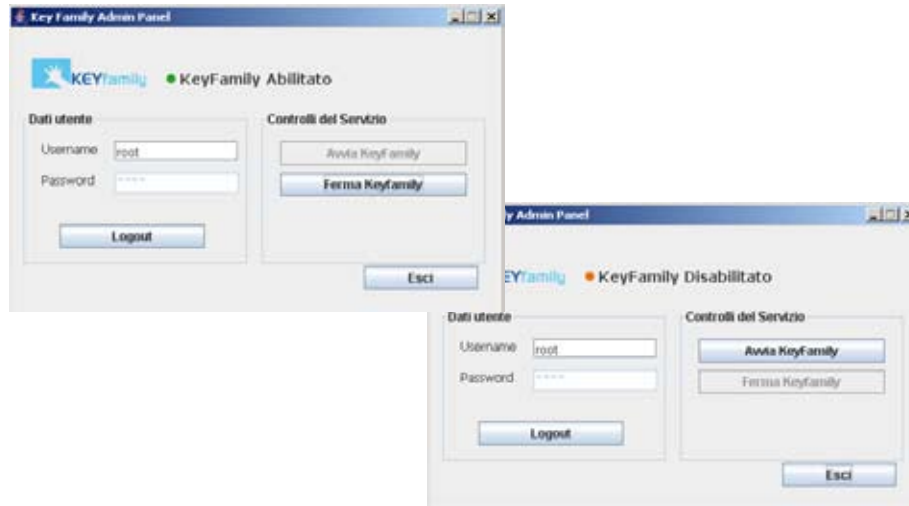 Key Family Admin Panel
KEYfamily
KeyFamily Abilitato
Dati utente
Controlli del Servizio
Username
root
Avvia KeyFamily
Password
****
Ferma Keyfamily
Logout
Esci
y Admin Panel
EYfamily
KeyFamily Disabilitato
Dati utente
Controlli del Servizio
Username
root
Avvia KeyFamily
Password
****
Ferma Keyfamily
Logout
Esci